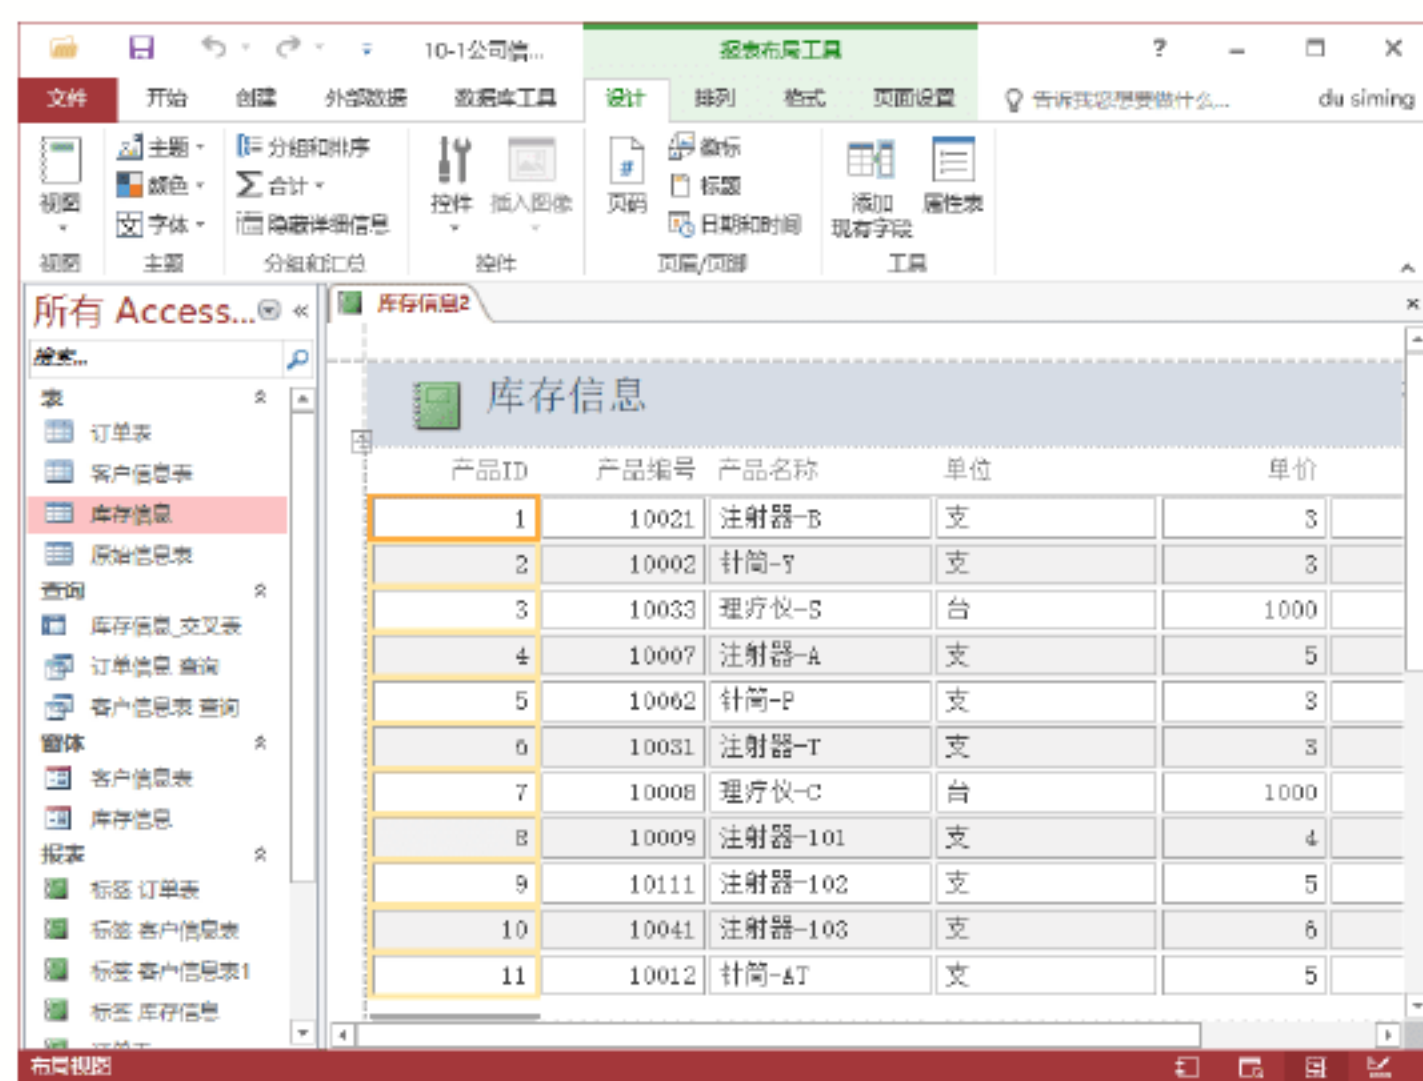 10-1公司信... 报表布局工具 ?
文件 开始 创建 外部数据 数据库工具 设计 排列 格式 页面设置 告诉我您想要做什么... du siming
主题 分组和排序 徽标
颜色 合计 标题
视图 字体 隐藏详细信息 控件 插入图像 页码 日期和时间 添加现有字段 属性表
视图 主题 分组和汇总 控件 页眉/页脚 工具
所有 Access... 库存信息2
搜索...
表
订单表
客户信息表
库存信息
原始信息表
查询
库存信息_交叉表
订单信息 查询
客户信息表 查询
窗体
客户信息表
库存信息
报表
标签 订单表
标签 客户信息表
标签 客户信息表1
标签 库存信息
库存信息
产品ID 产品编号 产品名称 单位 单价
1 10021 注射器-B 支 3
2 10002 针筒-Y 支 3
3 10033 理疗仪-S 台 1000
4 10007 注射器-A 支 5
5 10062 针筒-P 支 3
6 10031 注射器-T 支 3
7 10008 理疗仪-C 台 1000
8 10009 注射器-101 支 4
9 10111 注射器-102 支 5
10 10041 注射器-103 支 6
11 10012 针筒-AT 支 5
布局视图